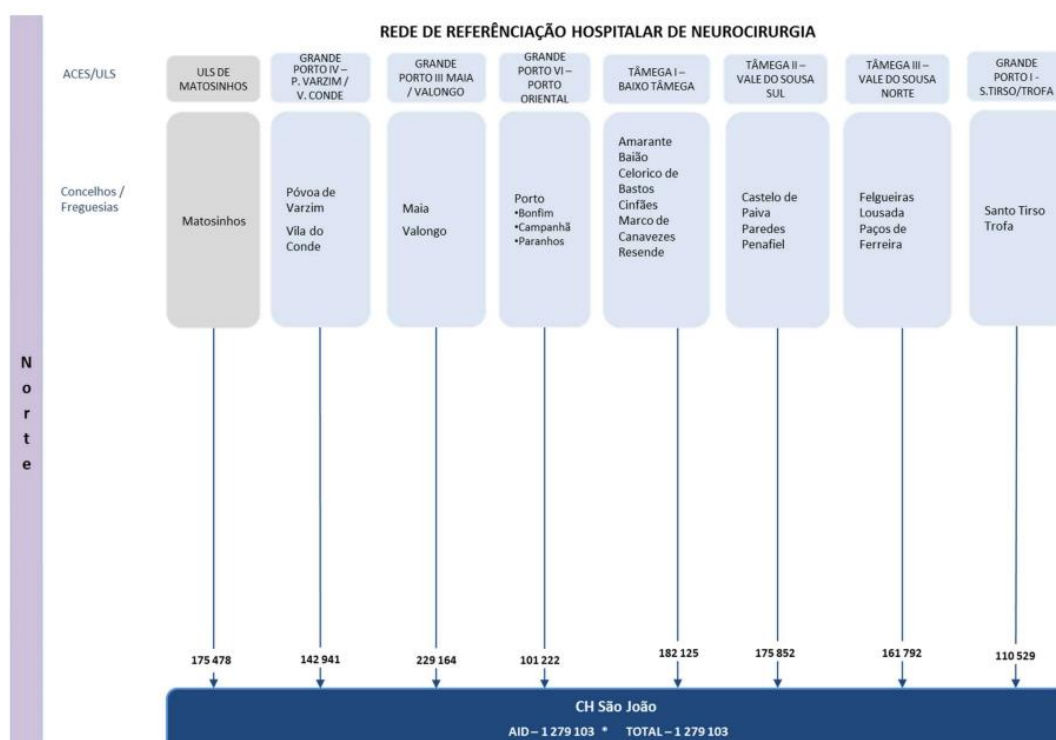 REDE DE REFERÊNCIAÇÃO HOSPITALAR DE NEUROCIRURGIA
ACES/ULS
ULS DE
MATOSINHOS
GRANDE
PORTO IV –
P. VARZIM /
V. CONDE
GRANDE
PORTO III MAIA
/ VALONGO
GRANDE
PORTO VI –
PORTO
ORIENTAL
TÂMEGA I –
BAIXO TÂMEGA
TÂMEGA II –
VALE DO SOUSA
SUL
TÂMEGA III –
VALE DO SOUSA
NORTE
GRANDE
PORTO I -
S.TIRSO/TROFA
Concelhos /
Freguesias
Matosinhos
Póvoa de
Varzim
Vila do
Conde
Maia
Valongo
Porto
•Bonfim
•Campanhã
•Paranhos
Amarante
Baião
Celorico de
Bastos
Cinfães
Marco de
Canavezes
Resende
Castelo de
Paiva
Paredes
Penafiel
Felgueiras
Lousada
Paços de
Ferreira
Santo Tirso
Trofa
Norte
175 478
142 941
229 164
101 222
182 125
175 852
161 792
110 529
CH São João
AID – 1 279 103 * TOTAL – 1 279 103